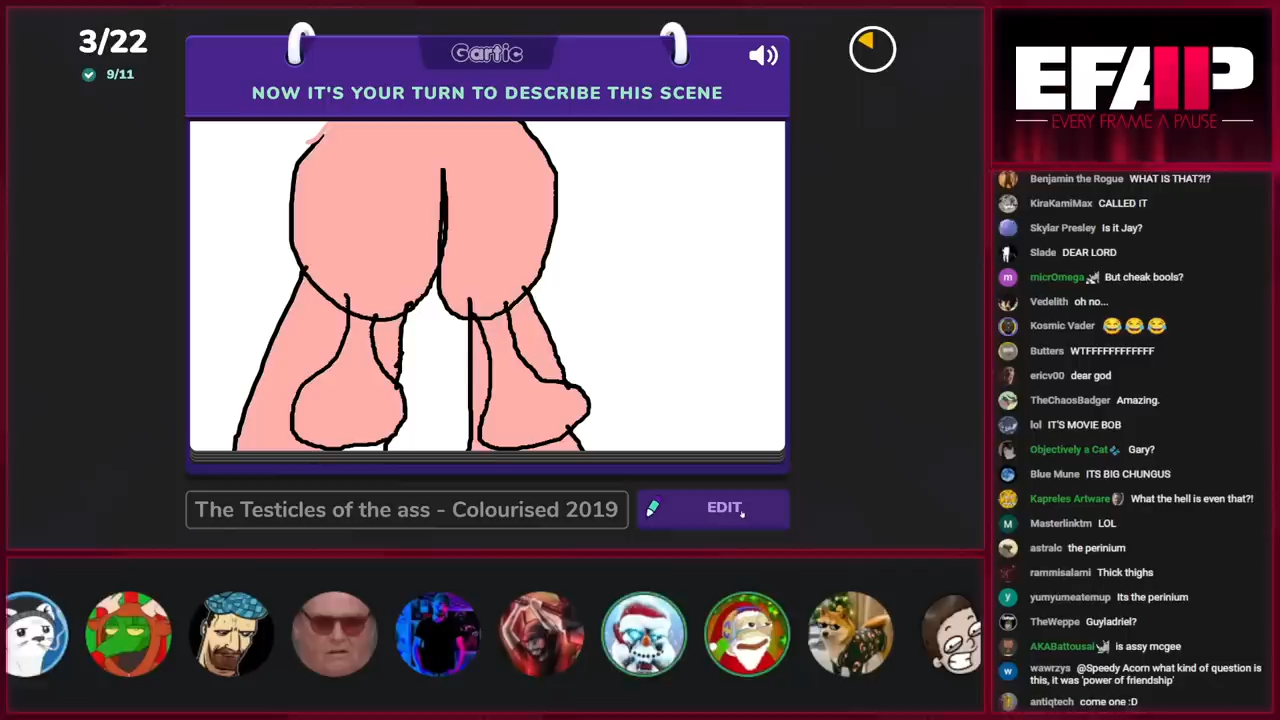 3/22
9/11
Gartic
NOW IT'S YOUR TURN TO DESCRIBE THIS SCENE
The Testicles of the ass - Colourised 2019
EDIT
EFAP
EVERY FRAME A PAUSE
Benjamin the Rogue WHAT IS THAT?!?
KiraKamiMax CALLED IT
Skylar Presley Is it Jay?
Slade DEAR LORD
micrOmega But cheak bools?
Vedelith oh no...
Kosmic Vader 😂😂😂
Butters WTFFFFFFFFFFFF
ericv00 dear god
TheChaosBadger Amazing.
lol IT'S MOVIE BOB
Objectively a Cat Gary?
Blue Mune ITS BIG CHUNGUS
Kapreles Artware What the hell is even that?!
M
Masterlinktm LOL
astralc the perinium
rammisalami Thick thighs
y
yumyumeatemup Its the perinium
TheWeppe Guyladriel?
AKABattousai is assy mcgee
w
wawrzys @Speedy Acorn what kind of question is
this, it was 'power of friendship'
antiqtech come one :D